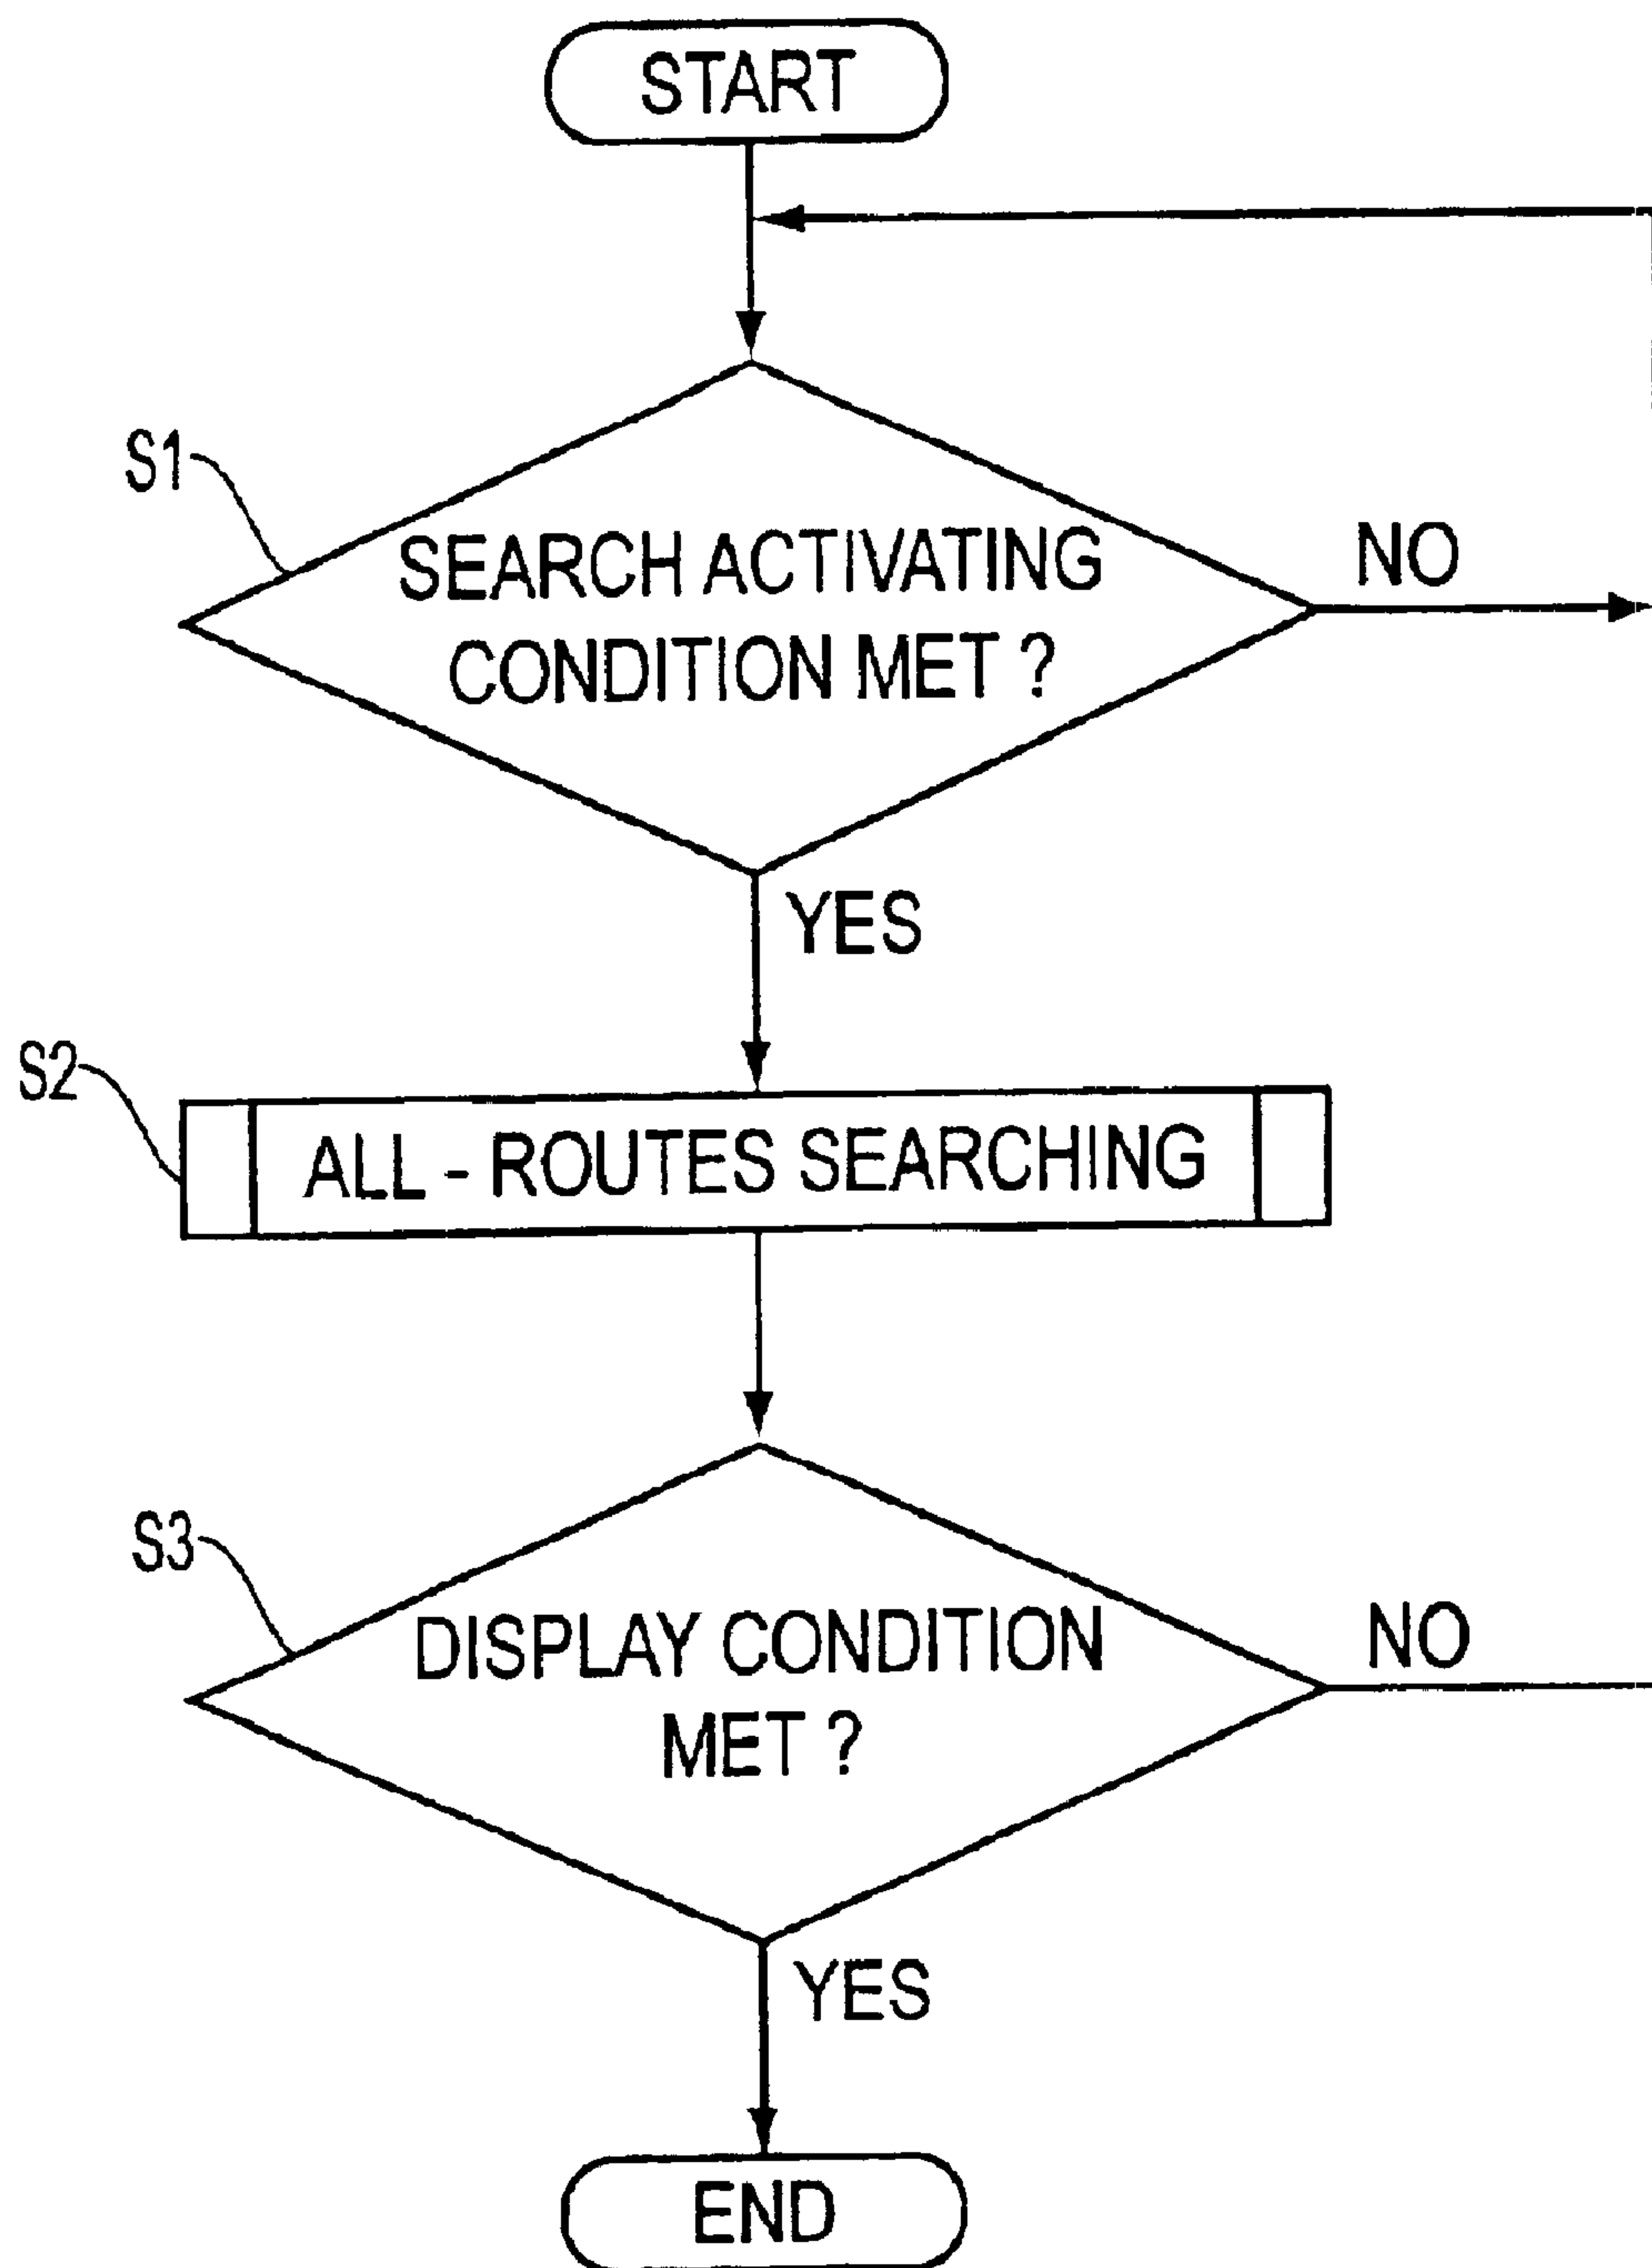 START
S1
SEARCH ACTIVATING
CONDITION MET ?
NO
YES
S2
ALL - ROUTES SEARCHING
S3
DISPLAY CONDITION
MET ?
NO
YES
END